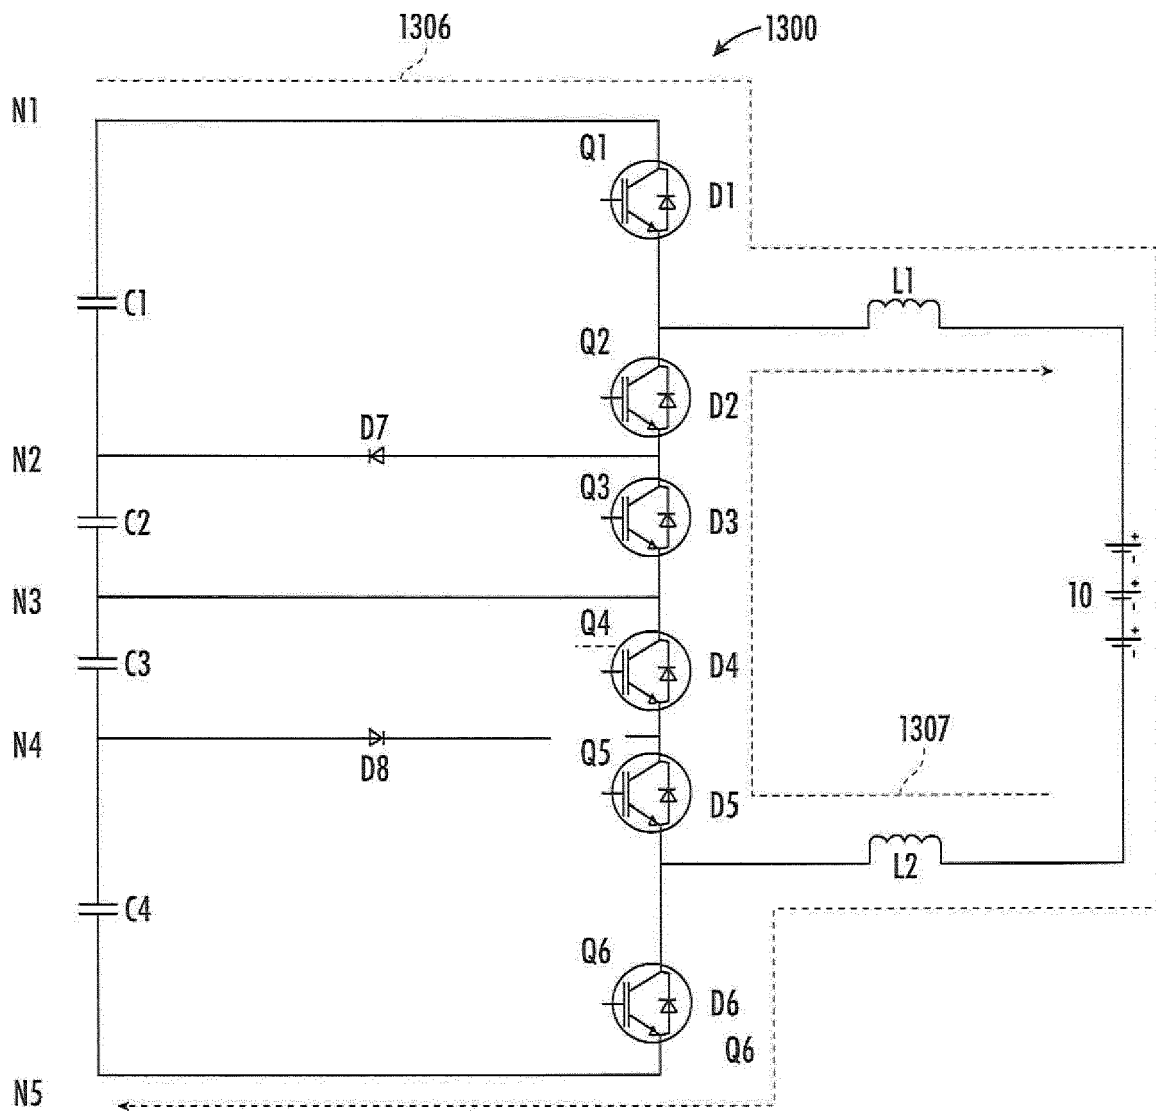 1306
1300
N1
Q1
D1
L1
C1
Q2
D2
D7
N2
Q3
C2
D3
+
-
N3
10
+
-
Q4
+
-
C3
D4
N4
1307
Q5
D8
D5
L2
C4
Q6
D6
Q6
N5